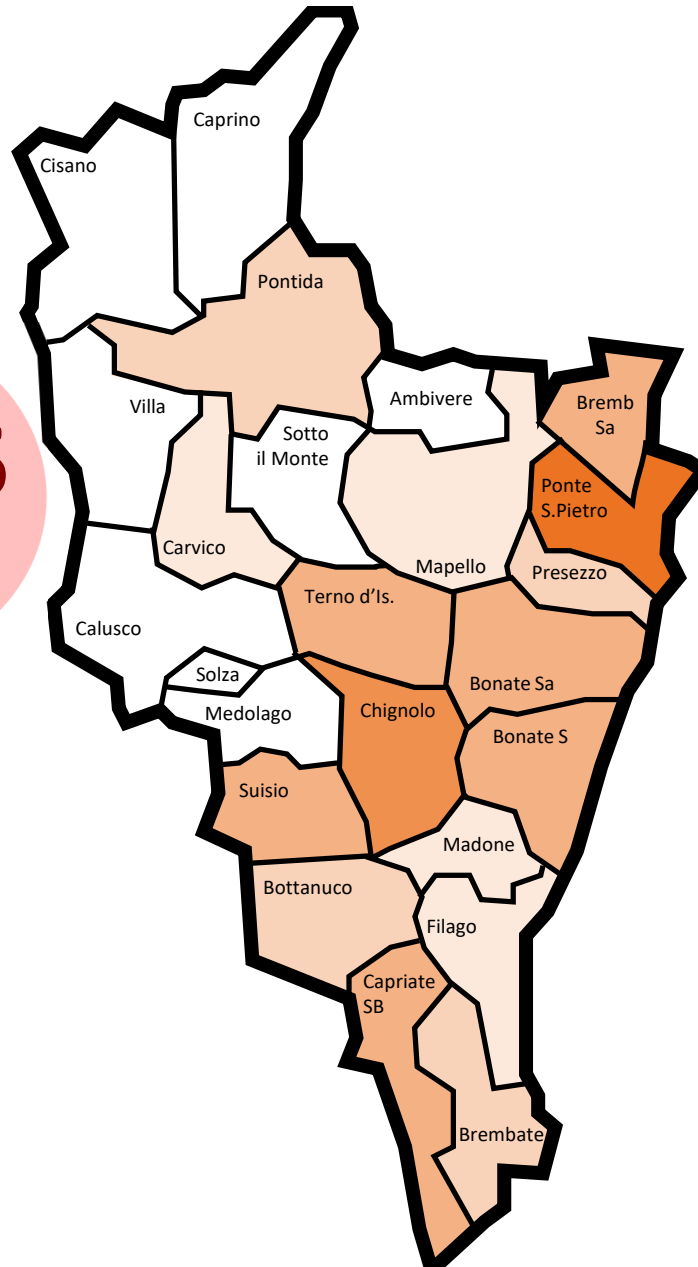 Caprino
Cisano
Pontida
Ambivere
Villa
Bremb
Sa
Sotto
il Monte
Ponte
S.Pietro
Carvico
Mapello
Presezzo
Terno d'Is.
Calusco
Solza
Bonate Sa
Medolago
Chignolo
Bonate S
Suisio
Madone
Bottanuco
Filago
Capriate
SB
Brembate